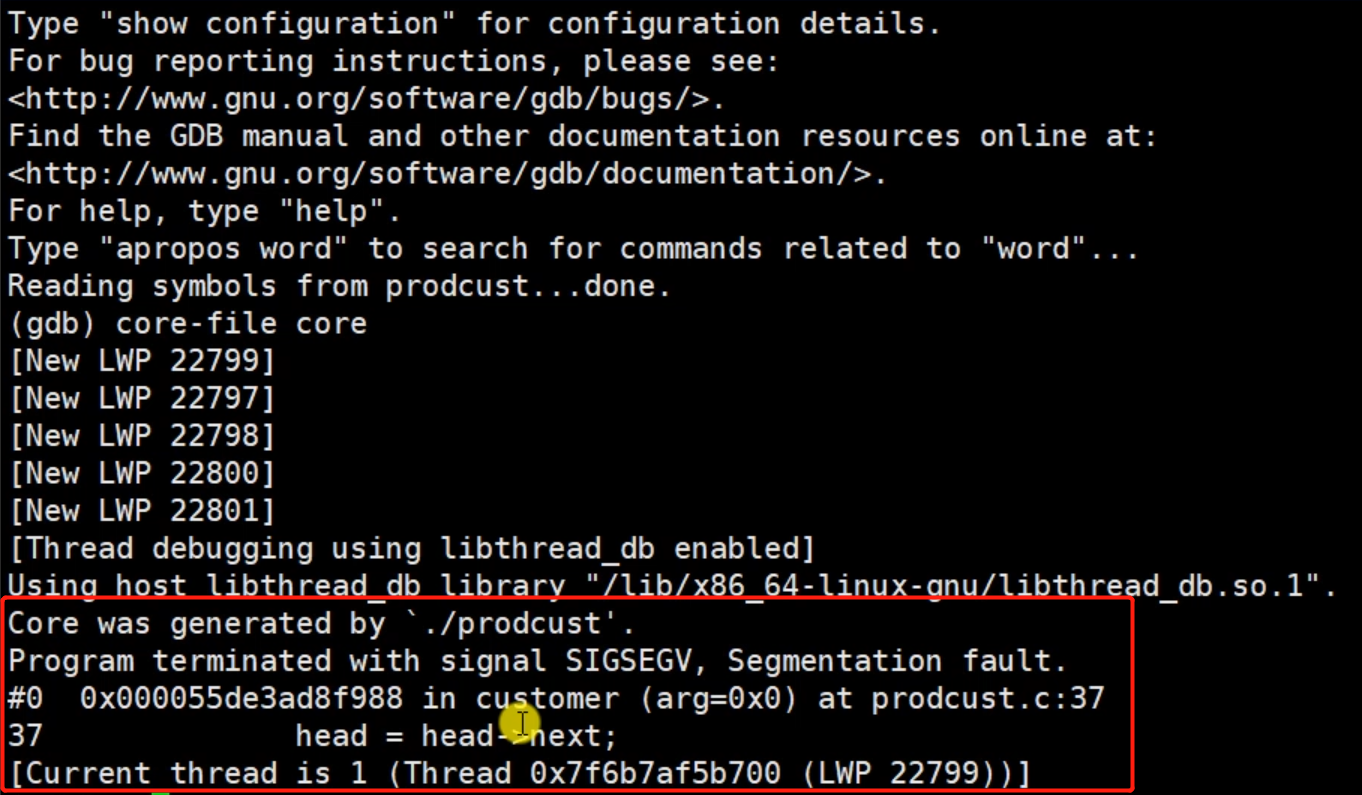 Type "show configuration" for configuration details.
For bug reporting instructions, please see:
<http://www.gnu.org/software/gdb/bugs/>.
Find the GDB manual and other documentation resources online at:
<http://www.gnu.org/software/gdb/documentation/>.
For help, type "help".
Type "apropos word" to search for commands related to "word"...
Reading symbols from prodcust...done.
(gdb) core-file core
[New LWP 22799]
[New LWP 22797]
[New LWP 22798]
[New LWP 22800]
[New LWP 22801]
[Thread debugging using libthread_db enabled]
Using host libthread_db library "/lib/x86_64-linux-gnu/libthread_db.so.1".
Core was generated by `./prodcust'.
Program terminated with signal SIGSEGV, Segmentation fault.
#0  0x000055de3ad8f988 in customer (arg=0x0) at prodcust.c:37
37              head = head->next;
[Current thread is 1 (Thread 0x7f6b7af5b700 (LWP 22799))]